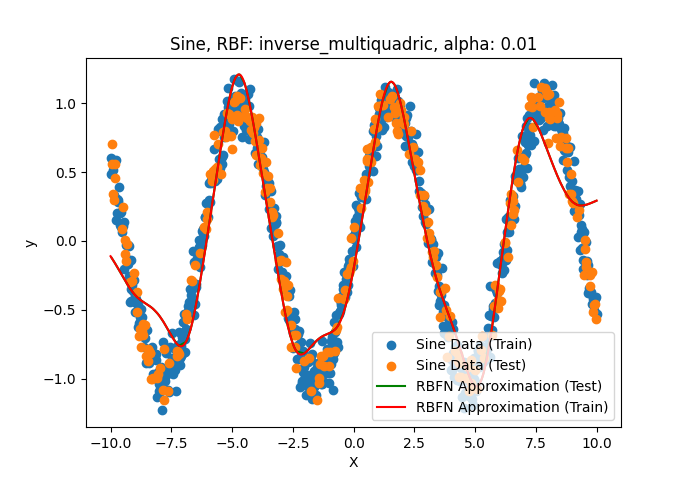 Sine, RBF: inverse_multiquadric, alpha: 0.01
y
1.0
0.5
0.0
−0.5
−1.0
Sine Data (Train)
Sine Data (Test)
RBFN Approximation (Test)
RBFN Approximation (Train)
−10.0 −7.5 −5.0 −2.5 0.0 2.5 5.0 7.5 10.0
X